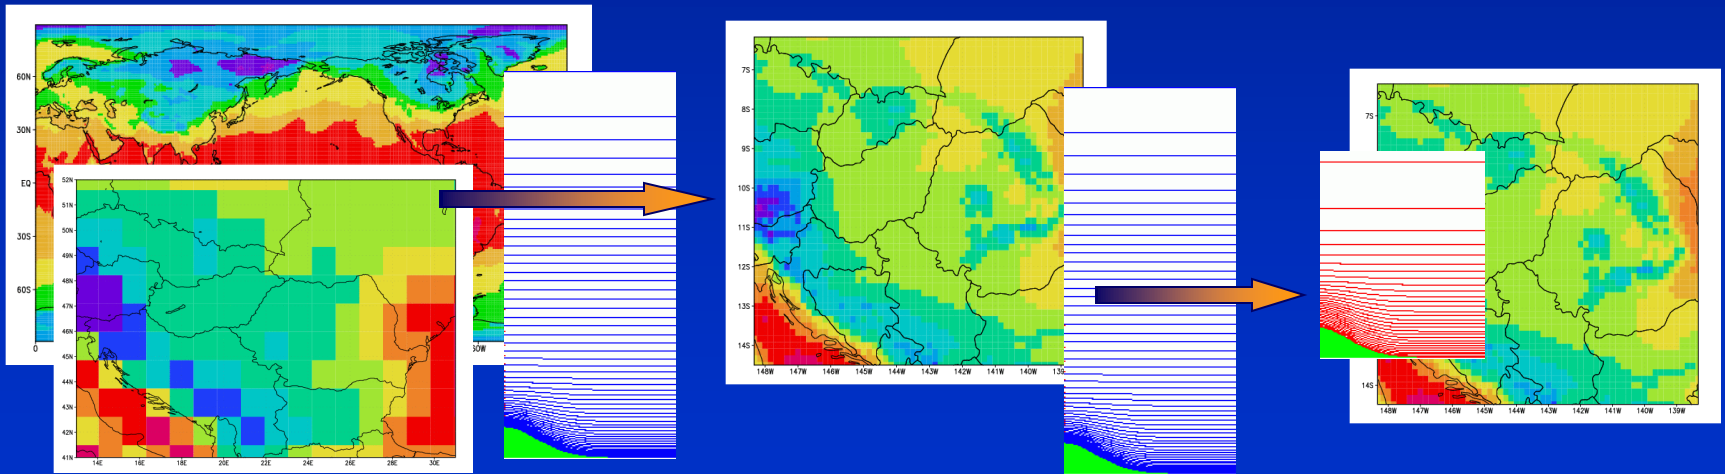 60N
30N
EQ
30S
60S
0
60W
52N
51N
50N
49N
48N
47N
46N
45N
44N
43N
42N
41N
14E 16E 18E 20E 22E 24E 26E 28E 30E
7S
8S
9S
10S
11S
12S
13S
14S
148W 147W 146W 145W 144W 143W 142W 141W 140W
7S
14S
148W 147W 146W 145W 144W 143W 142W 141W 140W 139W